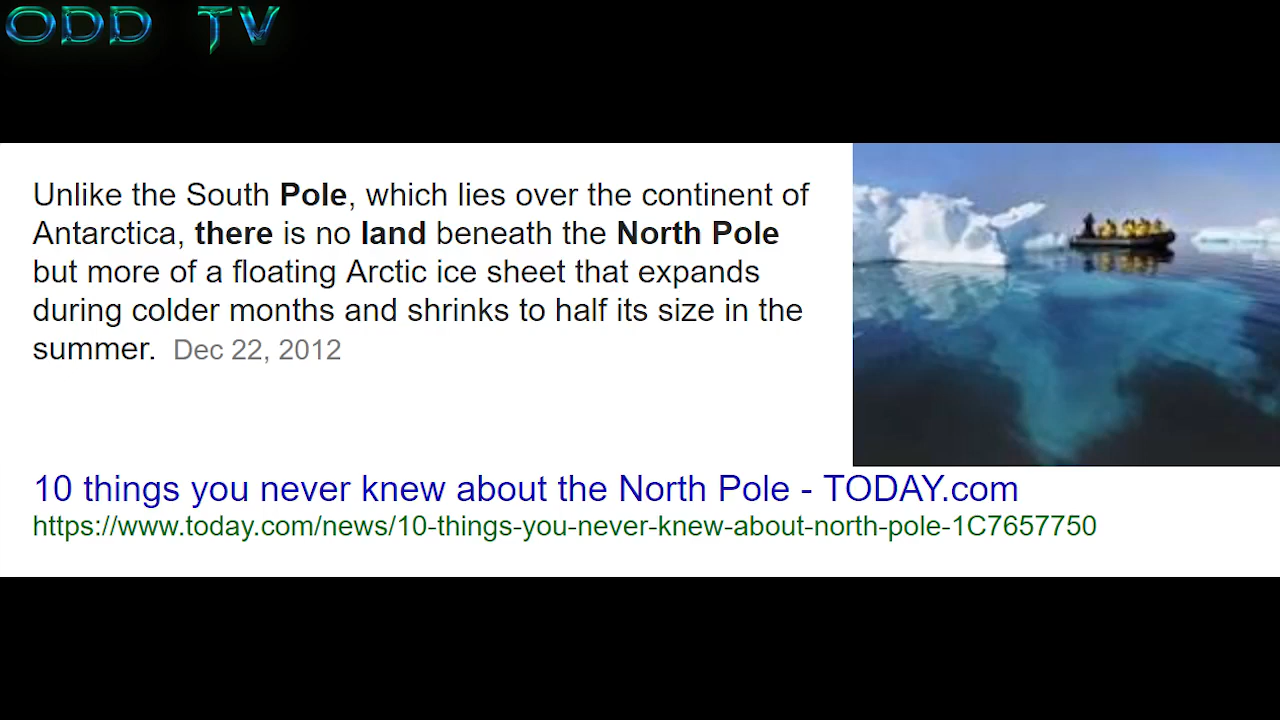 ODD TV
Unlike the South Pole, which lies over the continent of
Antarctica, there is no land beneath the North Pole
but more of a floating Arctic ice sheet that expands
during colder months and shrinks to half its size in the
summer. Dec 22, 2012
10 things you never knew about the North Pole - TODAY.com
https://www.today.com/news/10-things-you-never-knew-about-north-pole-1C7657750